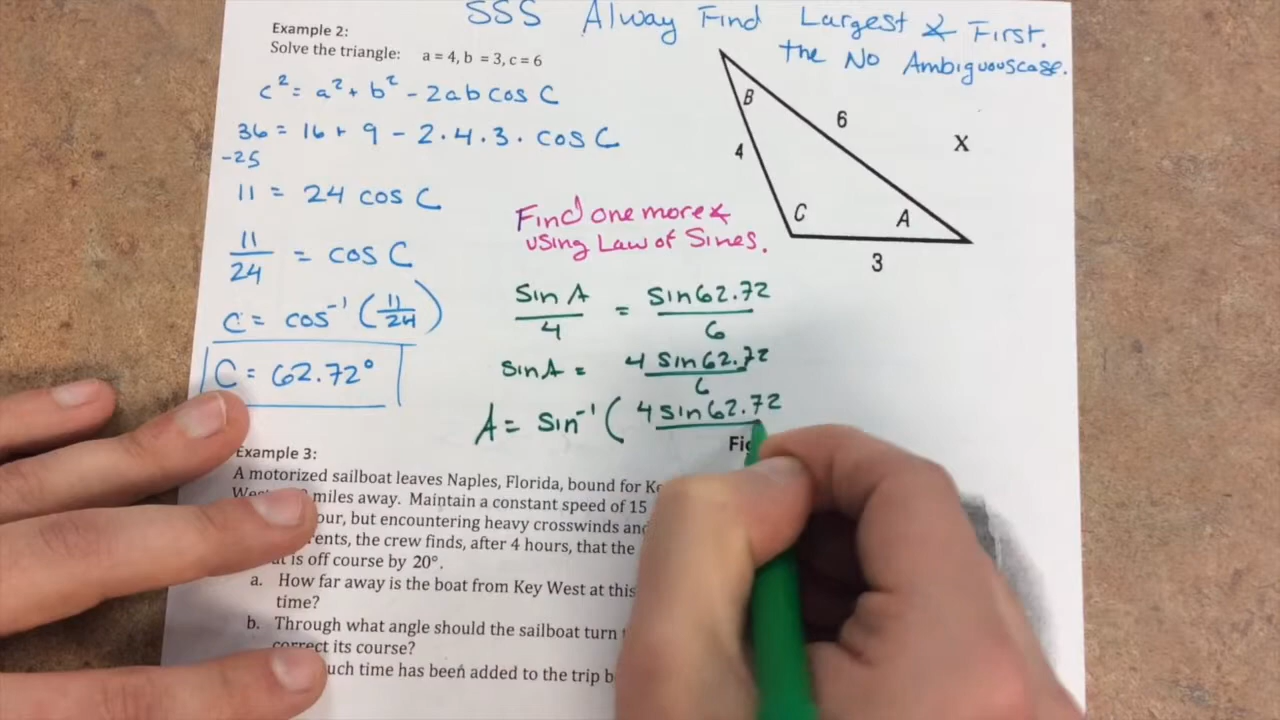 SSS Alway Find Largest ∡ First.
the No Ambiguouscase.
Example 2:
Solve the triangle: a = 4, b = 3, c = 6
c² = a² + b² - 2ab cos C
36 = 16 + 9 - 2·4·3· cos C
-25
11 = 24 cos C
11/24 = cos C
C = cos⁻¹ (11/24)
C = 62.72°
B
6
X
4
C
A
3
Find one more ∡
using Law of Sines.
Sin A / 4 = Sin 62.72 / 6
sin A = 4 sin 62.72 / 6
A = sin⁻¹ ( 4 sin 62.72
Example 3:
A motorized sailboat leaves Naples, Florida, bound for
miles away. Maintain a constant speed of 15
but encountering heavy crosswinds
the crew finds, after 4 hours, that the
is off course by 20°.
a. How far away is the boat from Key West at this
time?
b. Through what angle should the sailboat turn
correct its course?
much time has been added to the trip